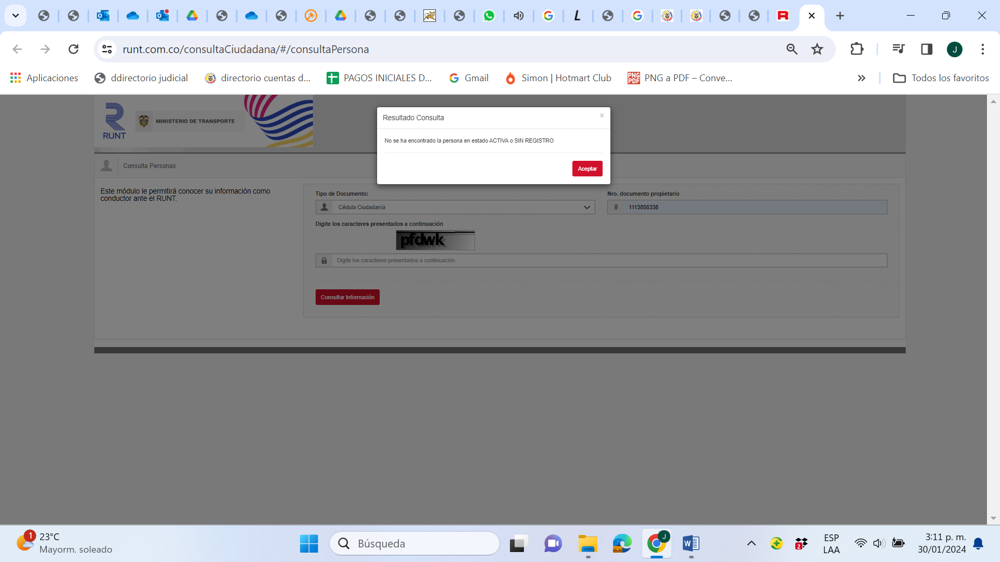 runt.com.co/consultaCiudadana/#/consultaPersona
J
Aplicaciones
ddirectorio judicial
directorio cuentas d...
PAGOS INICIALES D...
Gmail
Simon | Hotmart Club
PNG a PDF – Conve...
»
Todos los favoritos
RUNT
MINISTERIO DE TRANSPORTE
Resultado Consulta
×
No se ha encontrado la persona en estado ACTIVA o SIN REGISTRO
Aceptar
Consulta Personas
Este módulo le permitirá conocer su información como
conductor ante el RUNT.
Tipo de Documento:
Nro. documento propietario
Cédula Ciudadanía
# 1113858338
Digite los caracteres presentados a continuación
pfdwk
Digite los caracteres presentados a continuación
Consultar Información
1
23°C
Mayorm. soleado
Búsqueda
J
2
ESP
LAA
3:11 p. m.
30/01/2024